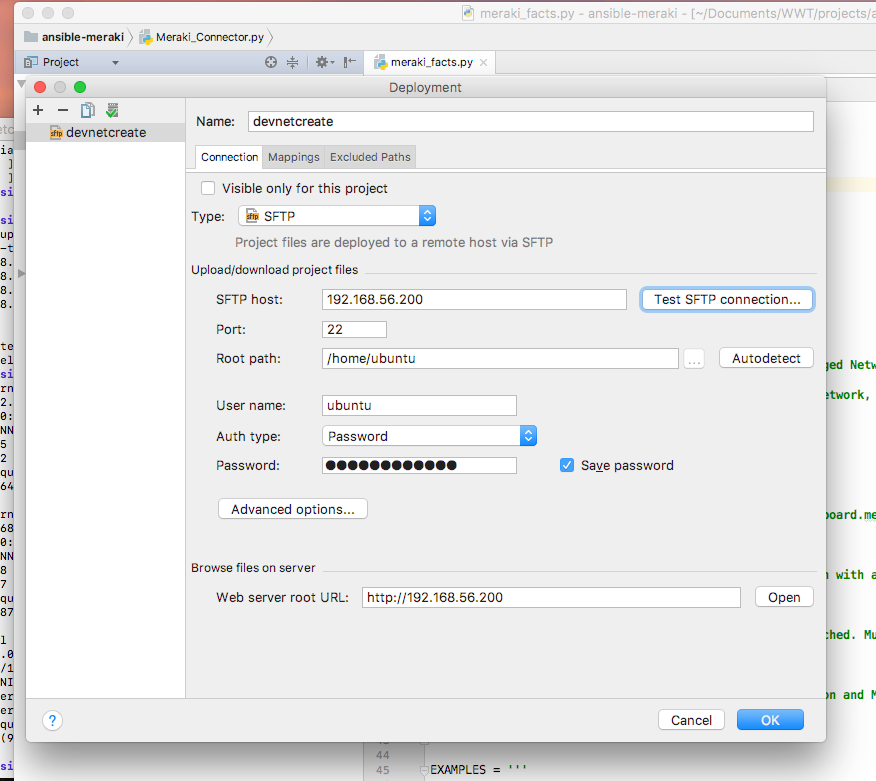 meraki_facts.py - ansible-meraki - [~/Documents/WWT/projects/a
ansible-meraki
Meraki_Connector.py
Project
meraki_facts.py
Deployment
devnetcreate
Name:
devnetcreate
Connection
Mappings
Excluded Paths
Visible only for this project
Type:
sftp
SFTP
Project files are deployed to a remote host via SFTP
Upload/download project files
SFTP host:
192.168.56.200
Test SFTP connection...
Port:
22
Root path:
/home/ubuntu
...
Autodetect
User name:
ubuntu
Auth type:
Password
Password:
●●●●●●●●●●●●
Save password
Advanced options...
Browse files on server
Web server root URL:
http://192.168.56.200
Open
?
Cancel
OK
ged Netw
etwork,
board.me
n with a
ched. Mu
on and M
44
45
EXAMPLES = '''